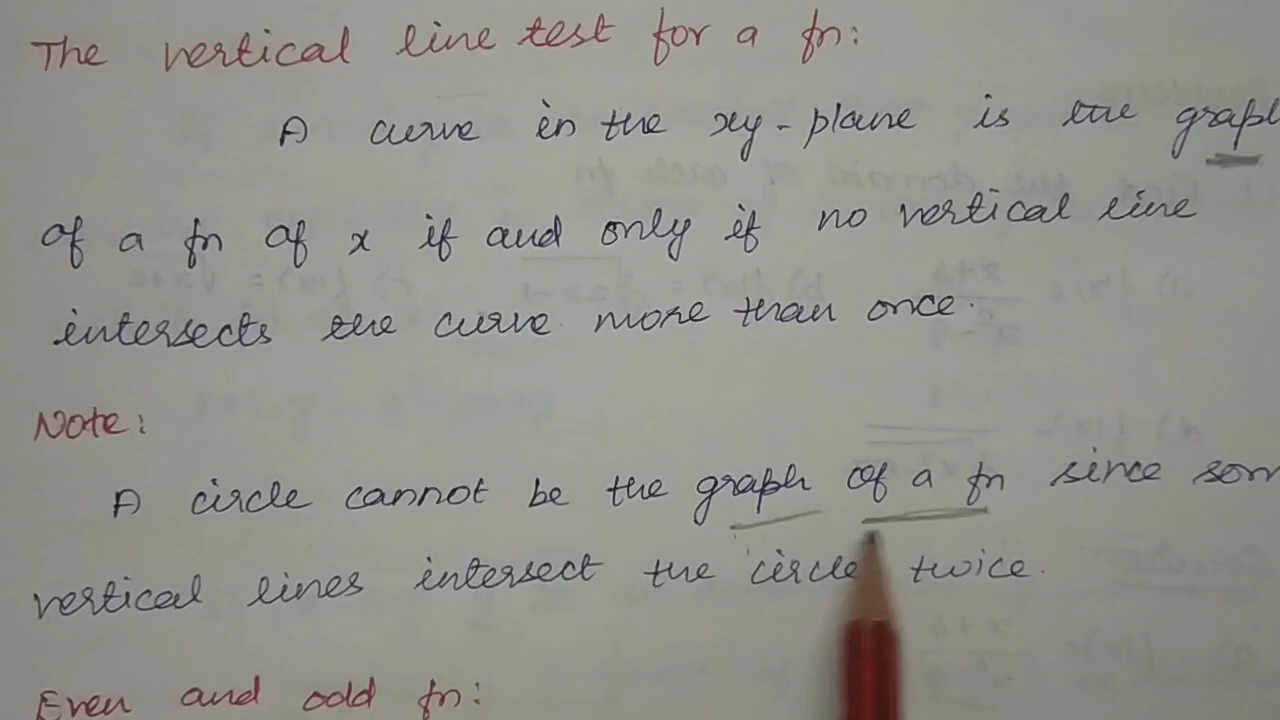 The vertical line test for a fn:
A curve in the xy-plane is the graph
of a fn of x if and only if no vertical line
intersects the curve more than once.
Note:
A circle cannot be the graph of a fn since som
vertical lines intersect the circle twice.
Even and odd fn: